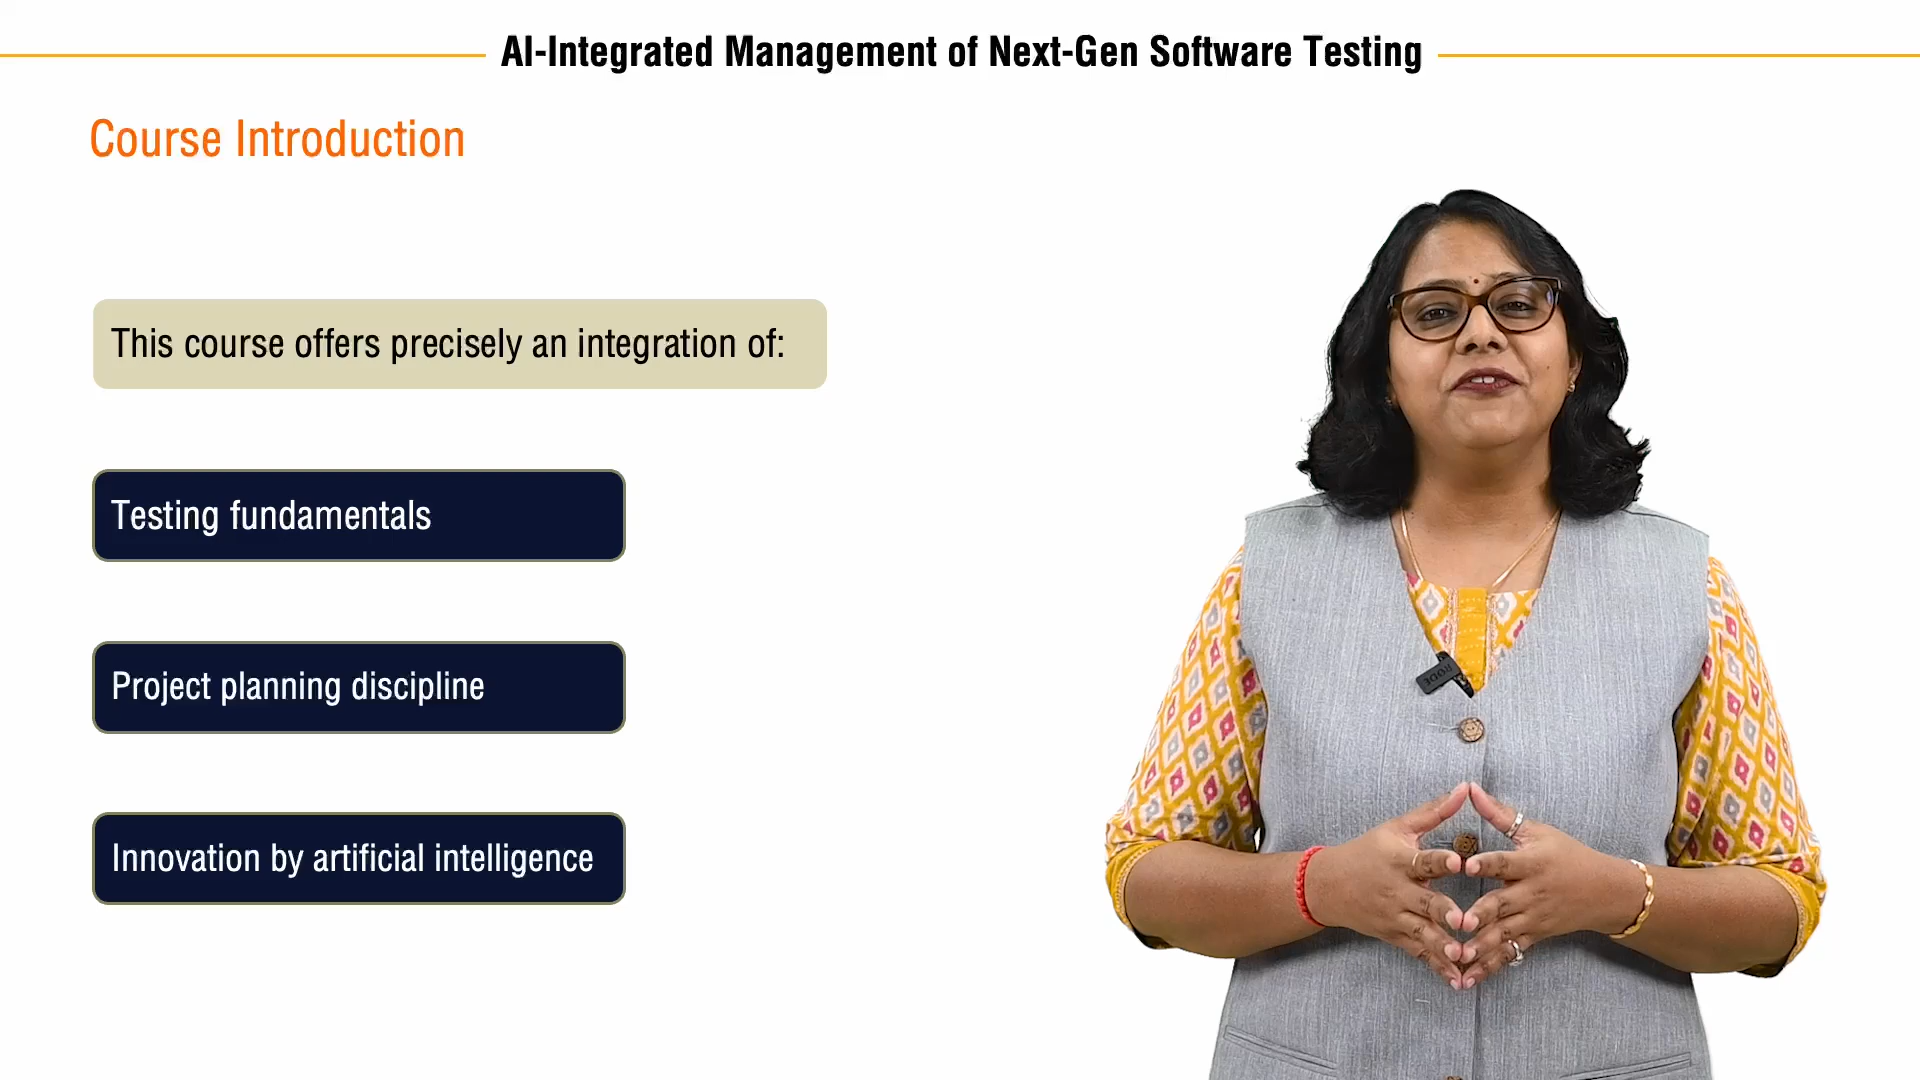 AI-Integrated Management of Next-Gen Software Testing
Course Introduction
This course offers precisely an integration of:
Testing fundamentals
Project planning discipline
Innovation by artificial intelligence
RODE